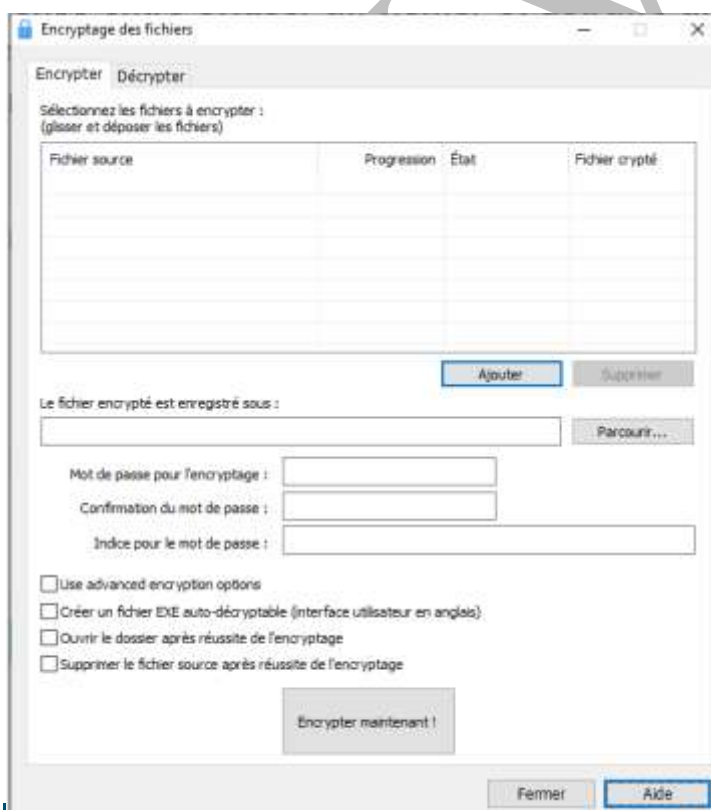 Encryptage des fichiers
Encrypter Décrypter
Sélectionnez les fichiers à encrypter :
(glisser et déposer les fichiers)
Fichier source Progression État Fichier crypté
Ajouter Supprimer
Le fichier encrypté est enregistré sous :
Parcourir...
Mot de passe pour l'encryptage :
Confirmation du mot de passe :
Indice pour le mot de passe :
Use advanced encryption options
Créer un fichier EXE auto-décryptable (interface utilisateur en anglais)
Ouvrir le dossier après réussite de l'encryptage
Supprimer le fichier source après réussite de l'encryptage
Encrypter maintenant !
Fermer Aide